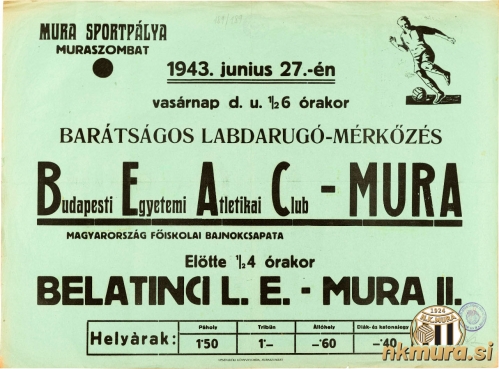 MURA SPORTPÁLYA
MURASZOMBAT
1943. junius 27.-én
vasárnap d. u. ½6 órakor
BARÁTSÁGOS LABDARUGÓ-MÉRKŐZÉS
Budapesti Egyetemi Atletikai Club - MURA
MAGYARORSZÁG FŐISKOLAI BAJNOKCSAPATA
Előtte ½4 órakor
BELATINCI L. E. - MURA II.
Helyàrak:
Páholy Tribün Állóhely Diák- és katonajegy
1·50 1·— —·60 —·40
1924
N.K. MURA
nkmura.si